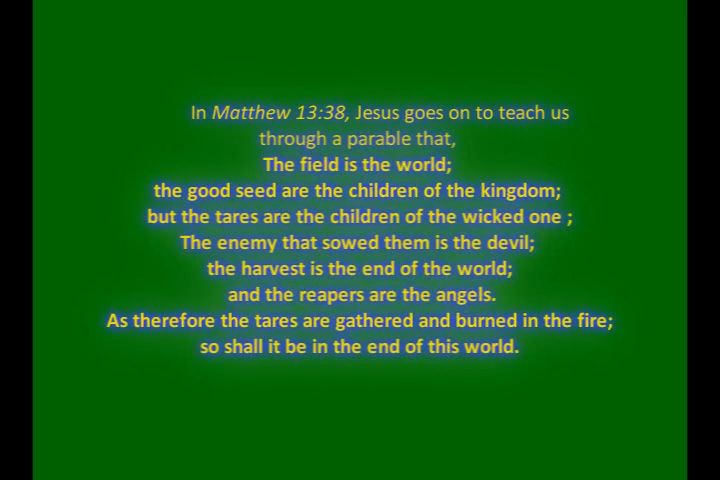 In Matthew 13:38, Jesus goes on to teach us
through a parable that,
The field is the world;
the good seed are the children of the kingdom;
but the tares are the children of the wicked one ;
The enemy that sowed them is the devil;
the harvest is the end of the world;
and the reapers are the angels.
As therefore the tares are gathered and burned in the fire;
so shall it be in the end of this world.